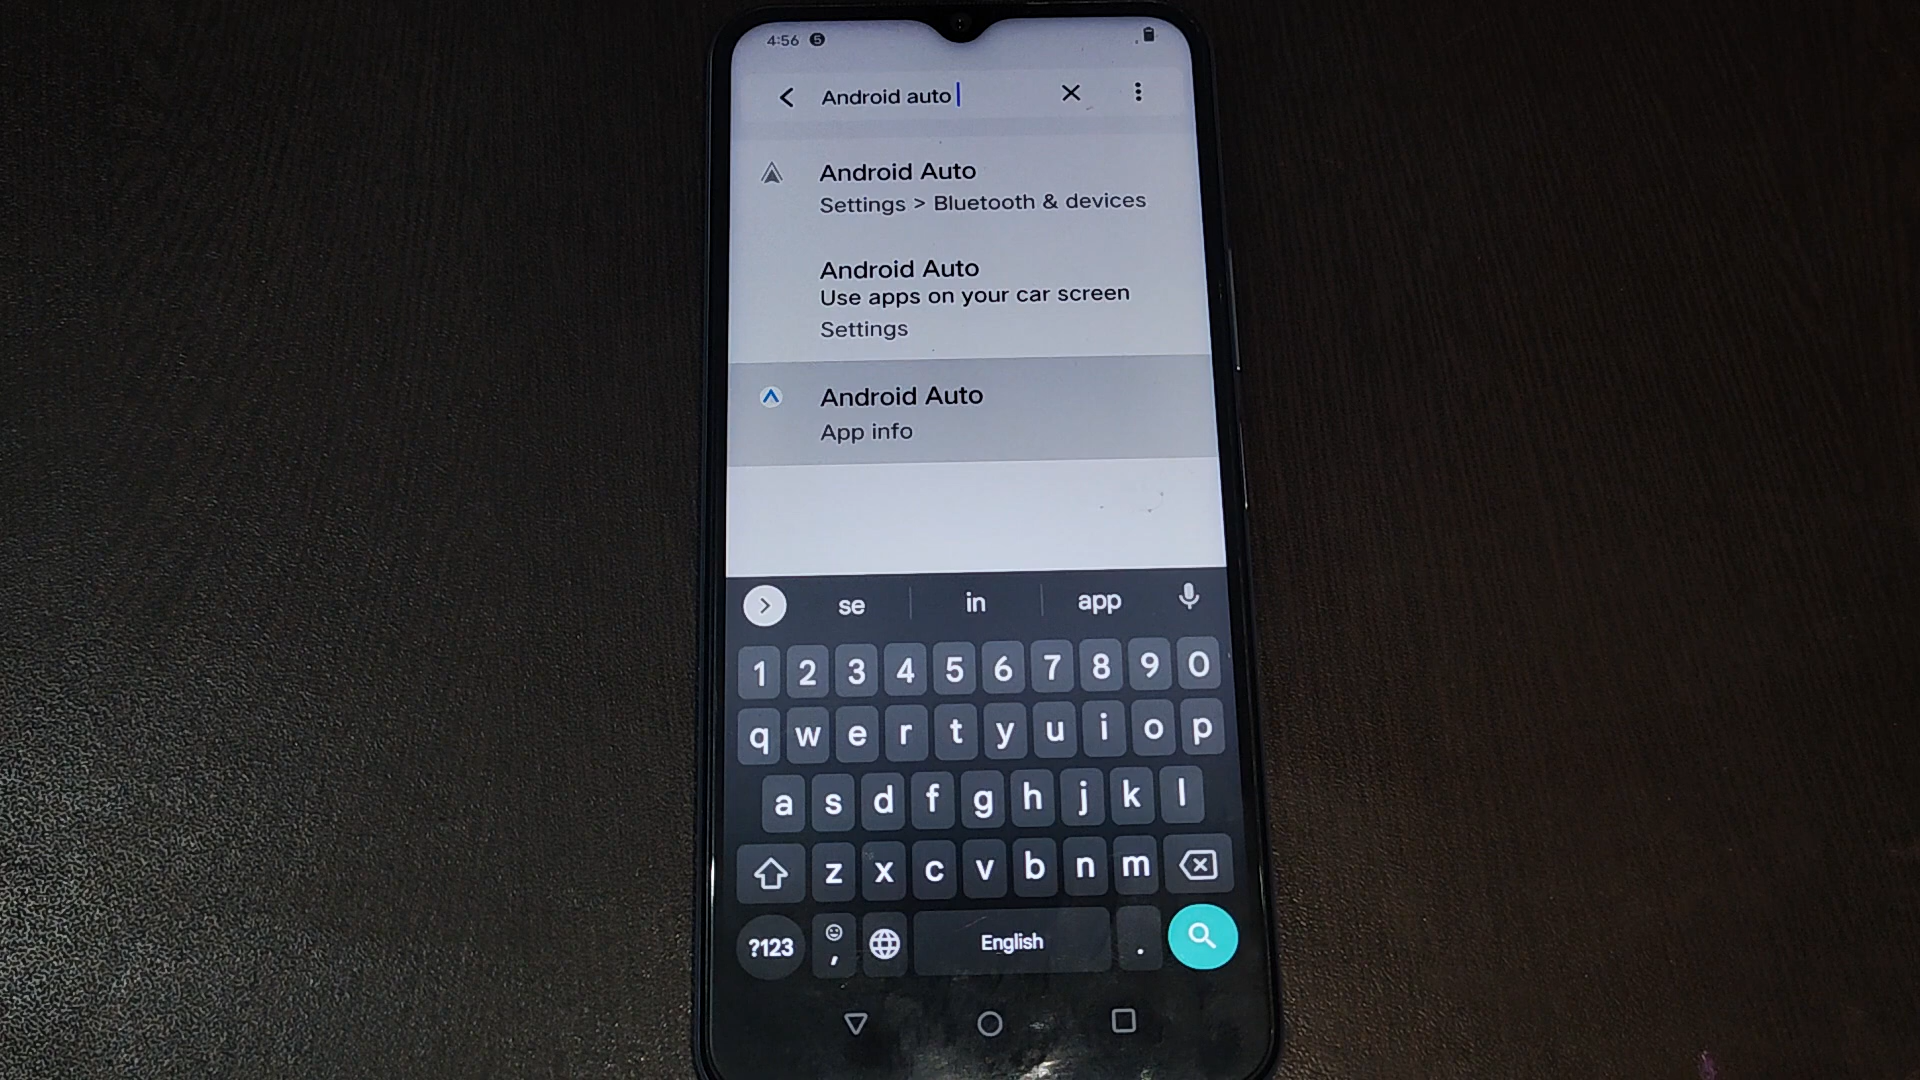 4:56 5
Android auto
Android Auto
Settings > Bluetooth & devices
Android Auto
Use apps on your car screen
Settings
Android Auto
App info
se in app
1 2 3 4 5 6 7 8 9 0
q w e r t y u i o p
a s d f g h j k l
z x c v b n m
?123 , English .